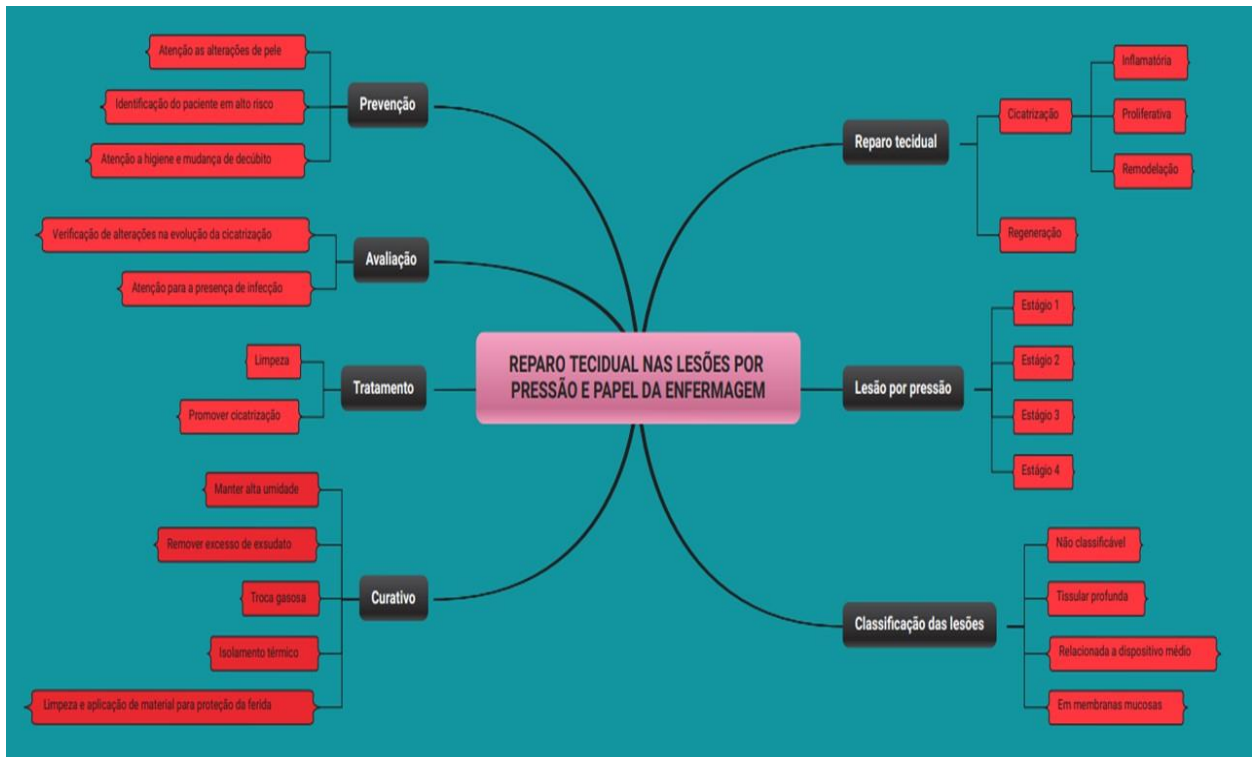 REPARO TECIDUAL NAS LESÕES POR
PRESSÃO E PAPEL DA ENFERMAGEM
Prevenção
Atenção as alterações de pele
Identificação do paciente em alto risco
Atenção a higiene e mudança de decúbito
Avaliação
Verificação de alterações na evolução da cicatrização
Atenção para a presença de infecção
Tratamento
Limpeza
Promover cicatrização
Curativo
Manter alta umidade
Remover excesso de exsudato
Troca gasosa
Isolamento térmico
Limpeza e aplicação de material para proteção da ferida
Reparo tecidual
Cicatrização
Inflamatória
Proliferativa
Remodelação
Regeneração
Lesão por pressão
Estágio 1
Estágio 2
Estágio 3
Estágio 4
Classificação das lesões
Não classificável
Tissular profunda
Relacionada a dispositivo médio
Em membranas mucosas